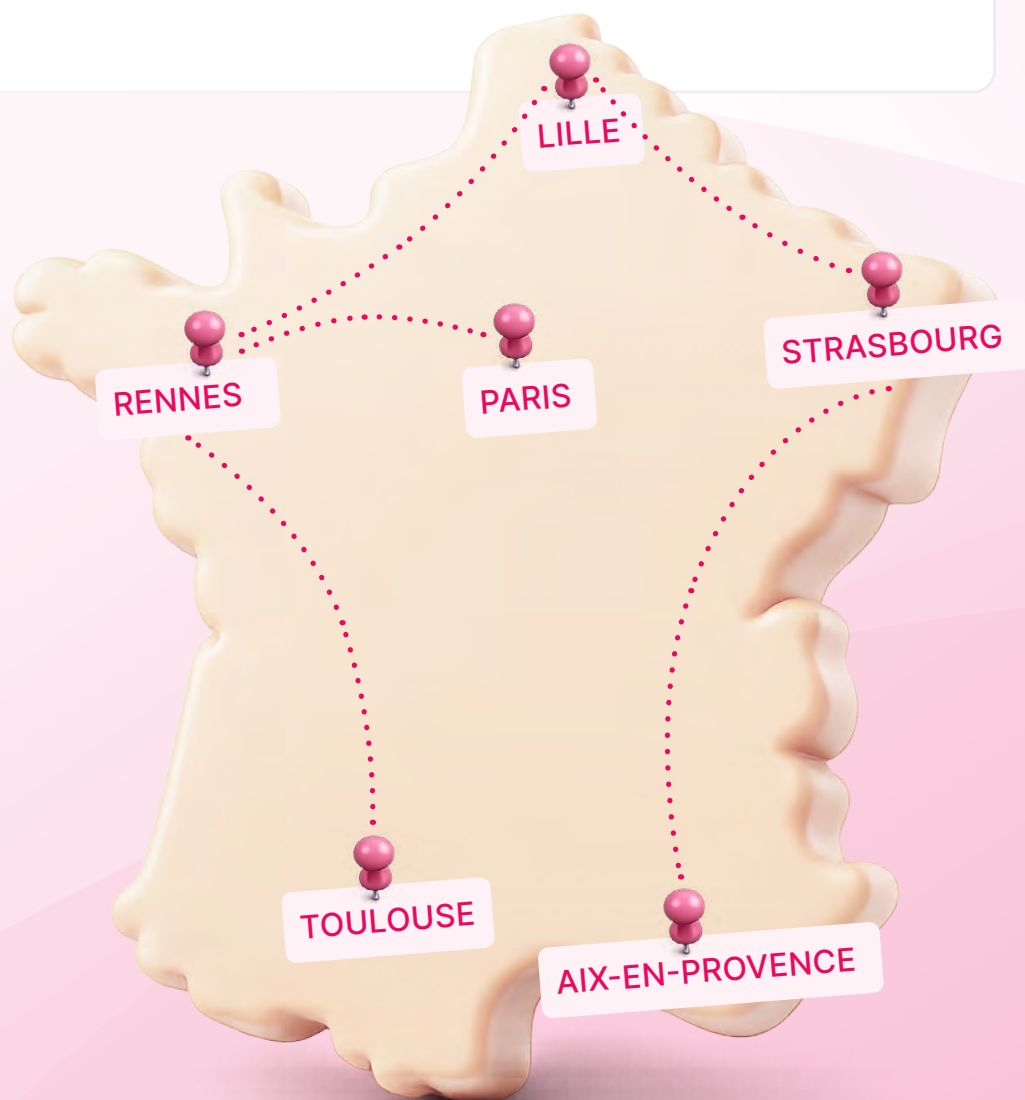 LILLE
STRASBOURG
RENNES
PARIS
TOULOUSE
AIX-EN-PROVENCE